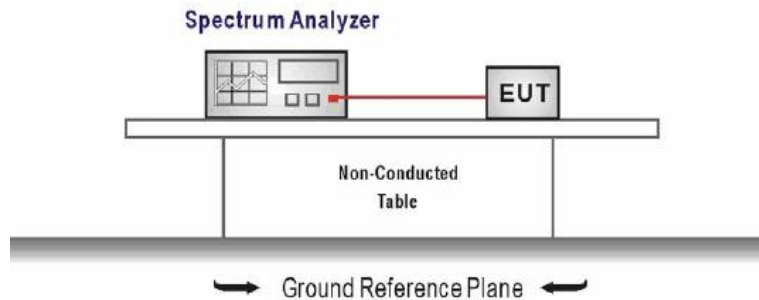 Spectrum Analyzer
EUT
Non-Conducted
Table
Ground Reference Plane